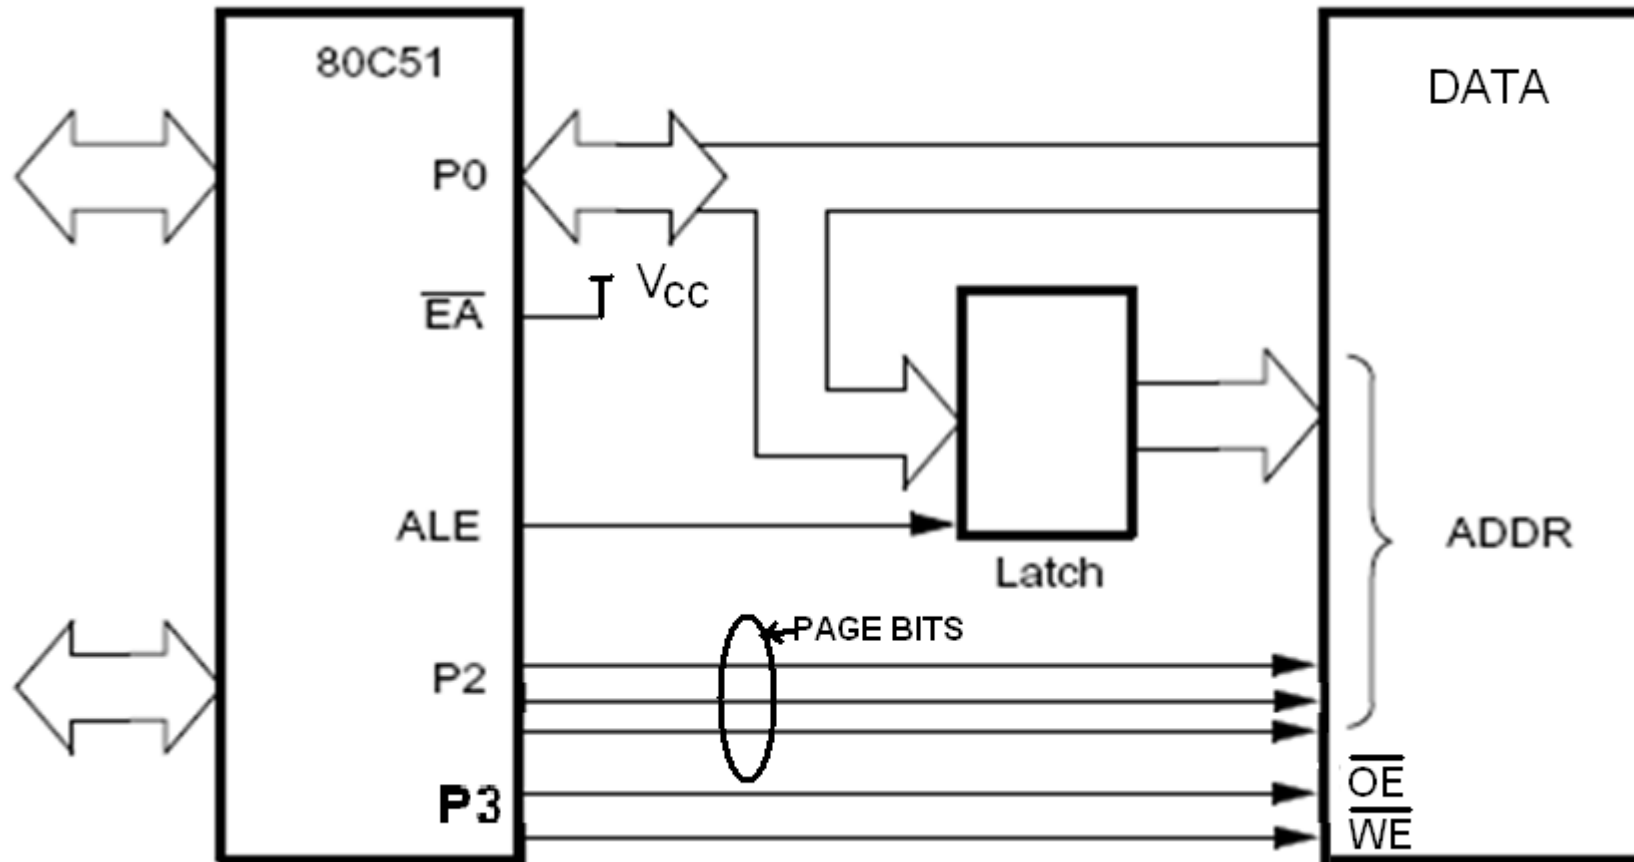 80C51
DATA
P0
EA
VCC
ALE
Latch
ADDR
PAGE BITS
P2
P3
OE
WE